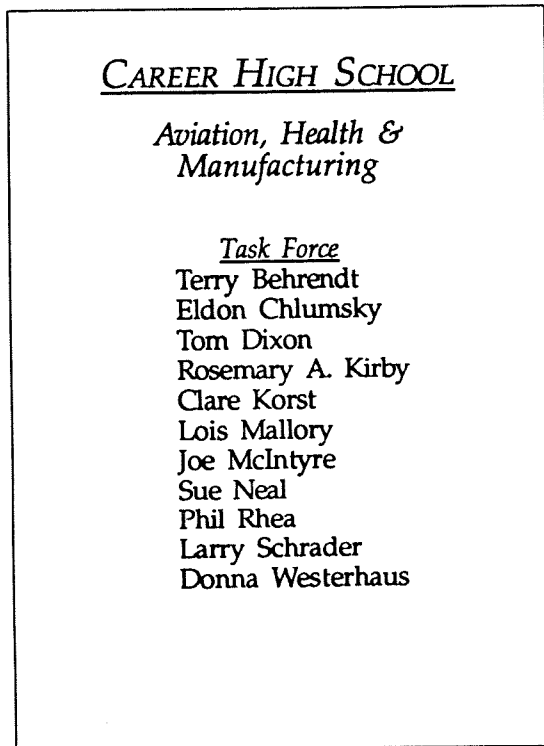 CAREER HIGH SCHOOL
Aviation, Health &
Manufacturing
Task Force
Terry Behrendt
Eldon Chlumsky
Tom Dixon
Rosemary A. Kirby
Clare Korst
Lois Mallory
Joe McIntyre
Sue Neal
Phil Rhea
Larry Schrader
Donna Westerhaus